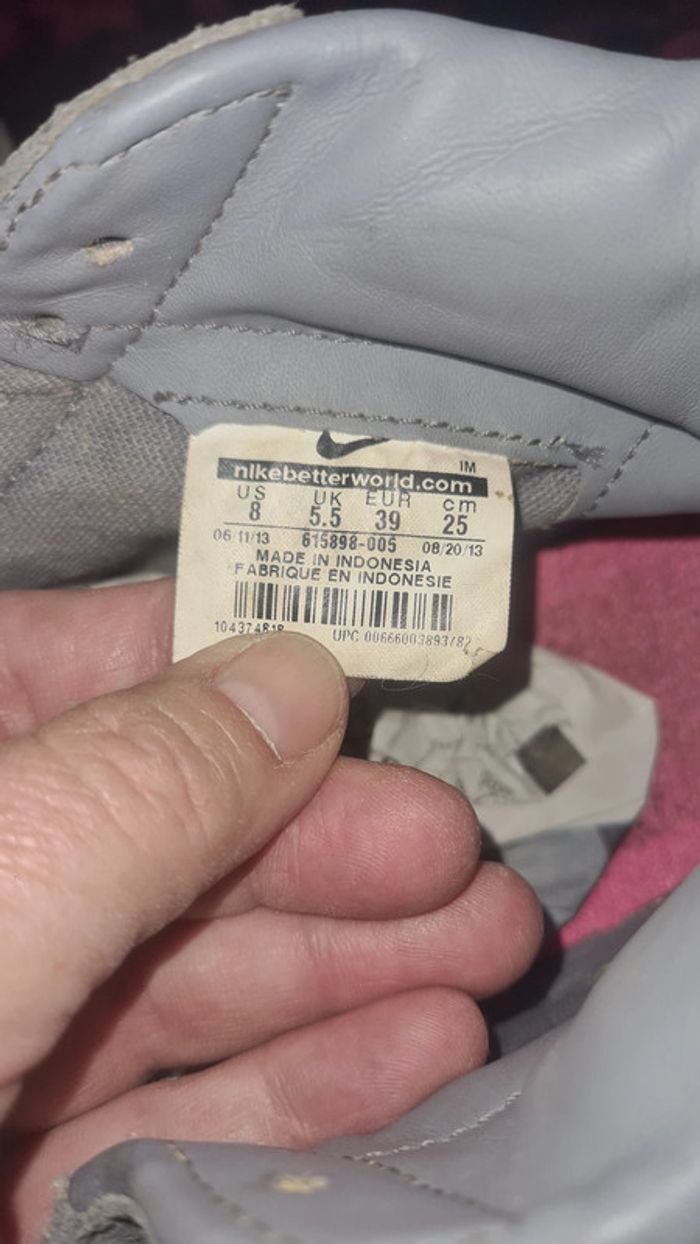 IM
nikebetterworld.com
US UK EUR cm
8 5.5 39 25
06/11/13 615898-005 08/20/13
MADE IN INDONESIA
FABRIQUE EN INDONESIE
UPC